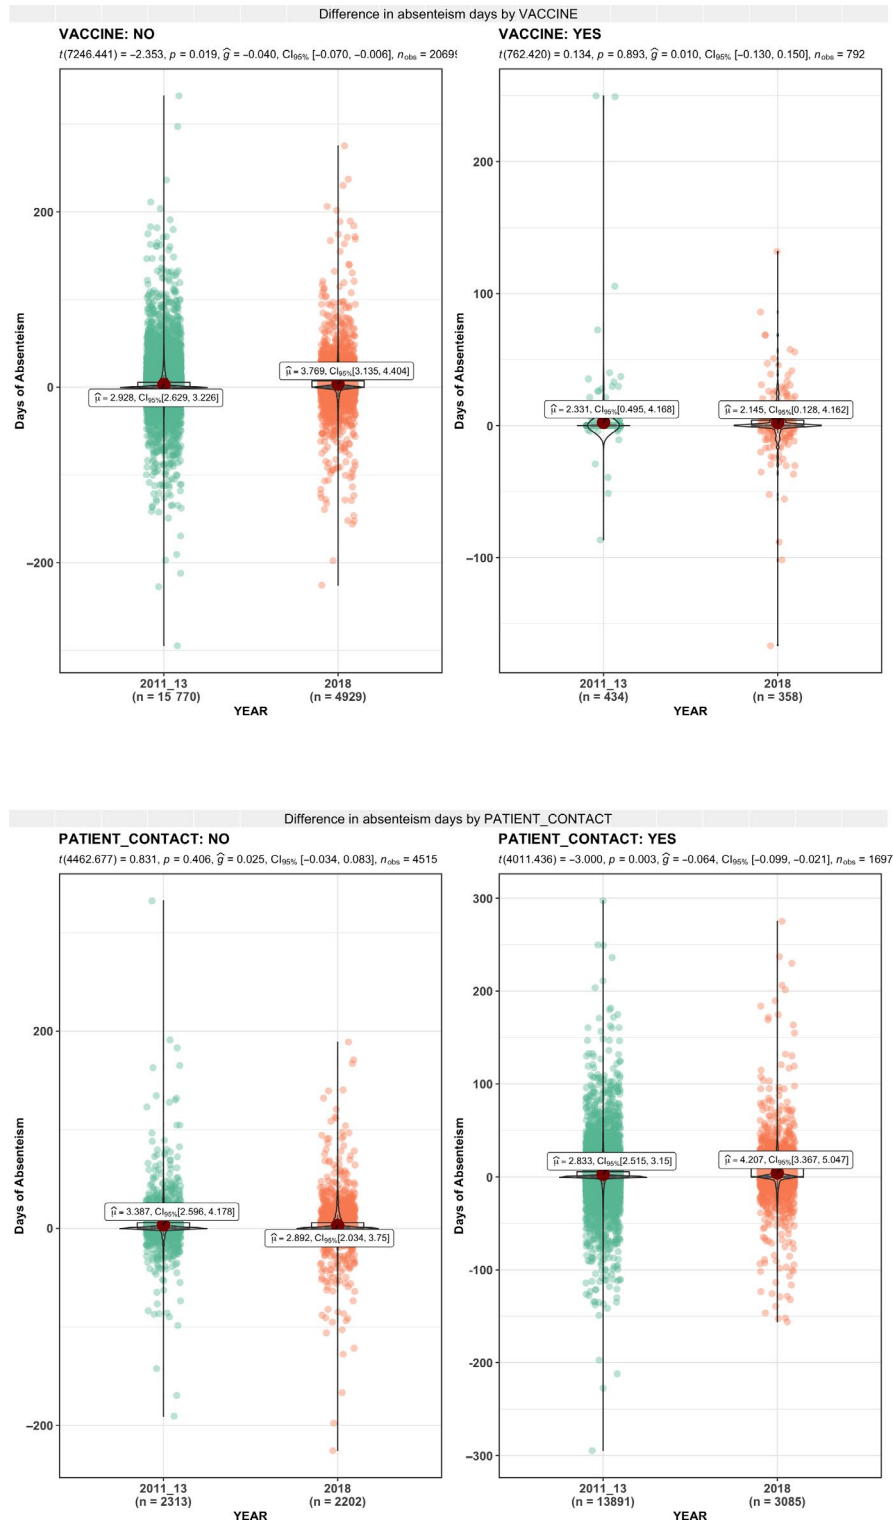 Difference in absenteism days by VACCINE
VACCINE: NO
t(7246.441) = −2.353, p = 0.019, ĝ = −0.040, CI95% [−0.070, −0.006], nobs = 20699
Days of Absenteeism
200
0
−200
μ̂ = 2.928, CI95%[2.629, 3.226]
μ̂ = 3.769, CI95%[3.135, 4.404]
2011_13
(n = 15 770)
2018
(n = 4929)
YEAR
VACCINE: YES
t(762.420) = 0.134, p = 0.893, ĝ = 0.010, CI95% [−0.130, 0.150], nobs = 792
Days of Absenteeism
200
100
0
−100
μ̂ = 2.331, CI95%[0.495, 4.168]
μ̂ = 2.145, CI95%[0.128, 4.162]
2011_13
(n = 434)
2018
(n = 358)
YEAR
Difference in absenteism days by PATIENT_CONTACT
PATIENT_CONTACT: NO
t(4462.677) = 0.831, p = 0.406, ĝ = 0.025, CI95% [−0.034, 0.083], nobs = 4515
Days of Absenteeism
200
0
−200
μ̂ = 3.387, CI95%[2.596, 4.178]
μ̂ = 2.892, CI95%[2.034, 3.75]
2011_13
(n = 2313)
2018
(n = 2202)
YEAR
PATIENT_CONTACT: YES
t(4011.436) = −3.000, p = 0.003, ĝ = −0.064, CI95% [−0.099, −0.021], nobs = 1697
Days of Absenteeism
300
200
100
0
-100
-200
−300
μ̂ = 2.833, CI95%[2.515, 3.15]
μ̂ = 4.207, CI95%[3.367, 5.047]
2011_13
(n = 13891)
2018
(n = 3085)
YEAR